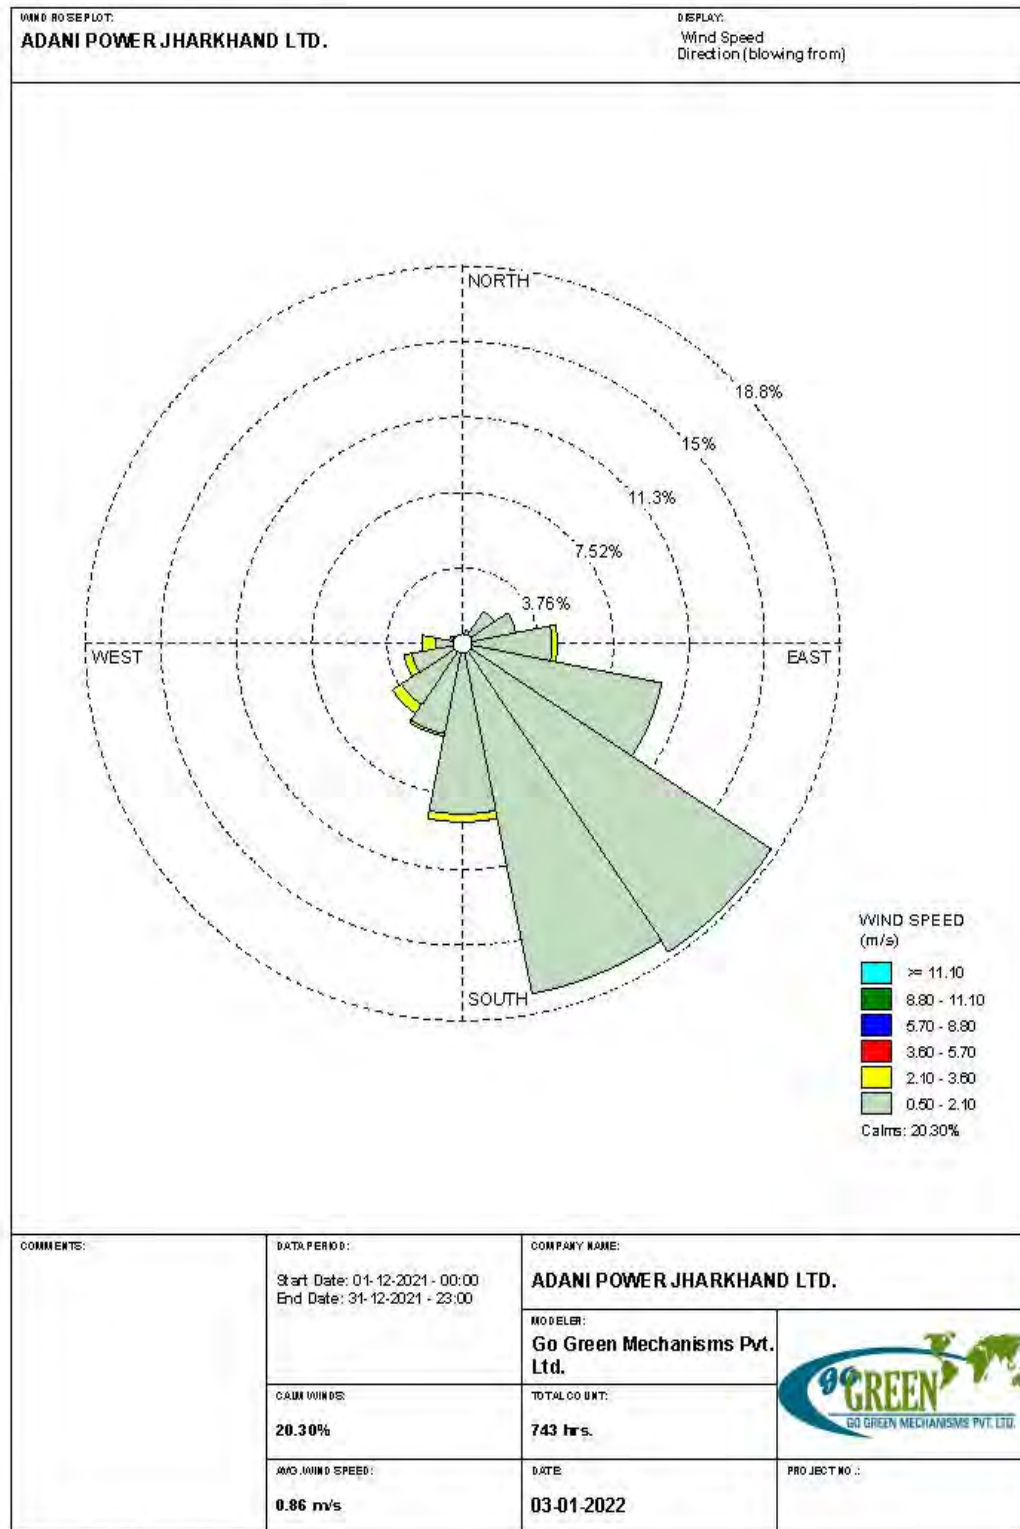 WIND ROSE PLOT:
ADANI POWER JHARKHAND LTD.
DISPLAY:
Wind Speed
Direction (blowing from)
NORTH
18.8%
15%
11.3%
7.52%
3.76%
WEST
EAST
SOUTH
WIND SPEED
(m/s)
>= 11.10
8.80 - 11.10
5.70 - 8.80
3.60 - 5.70
2.10 - 3.60
0.50 - 2.10
Calms: 20.30%
COMMENTS:
DATA PERIOD:
Start Date: 01-12-2021 - 00:00
End Date: 31-12-2021 - 23:00
COMPANY NAME:
ADANI POWER JHARKHAND LTD.
MODELER:
Go Green Mechanisms Pvt.
Ltd.
go GREEN
GO GREEN MECHANISMS PVT. LTD.
CALM WINDS:
20.30%
TOTAL COUNT:
743 hrs.
AVG. WIND SPEED:
0.86 m/s
DATE:
03-01-2022
PROJECT NO.: